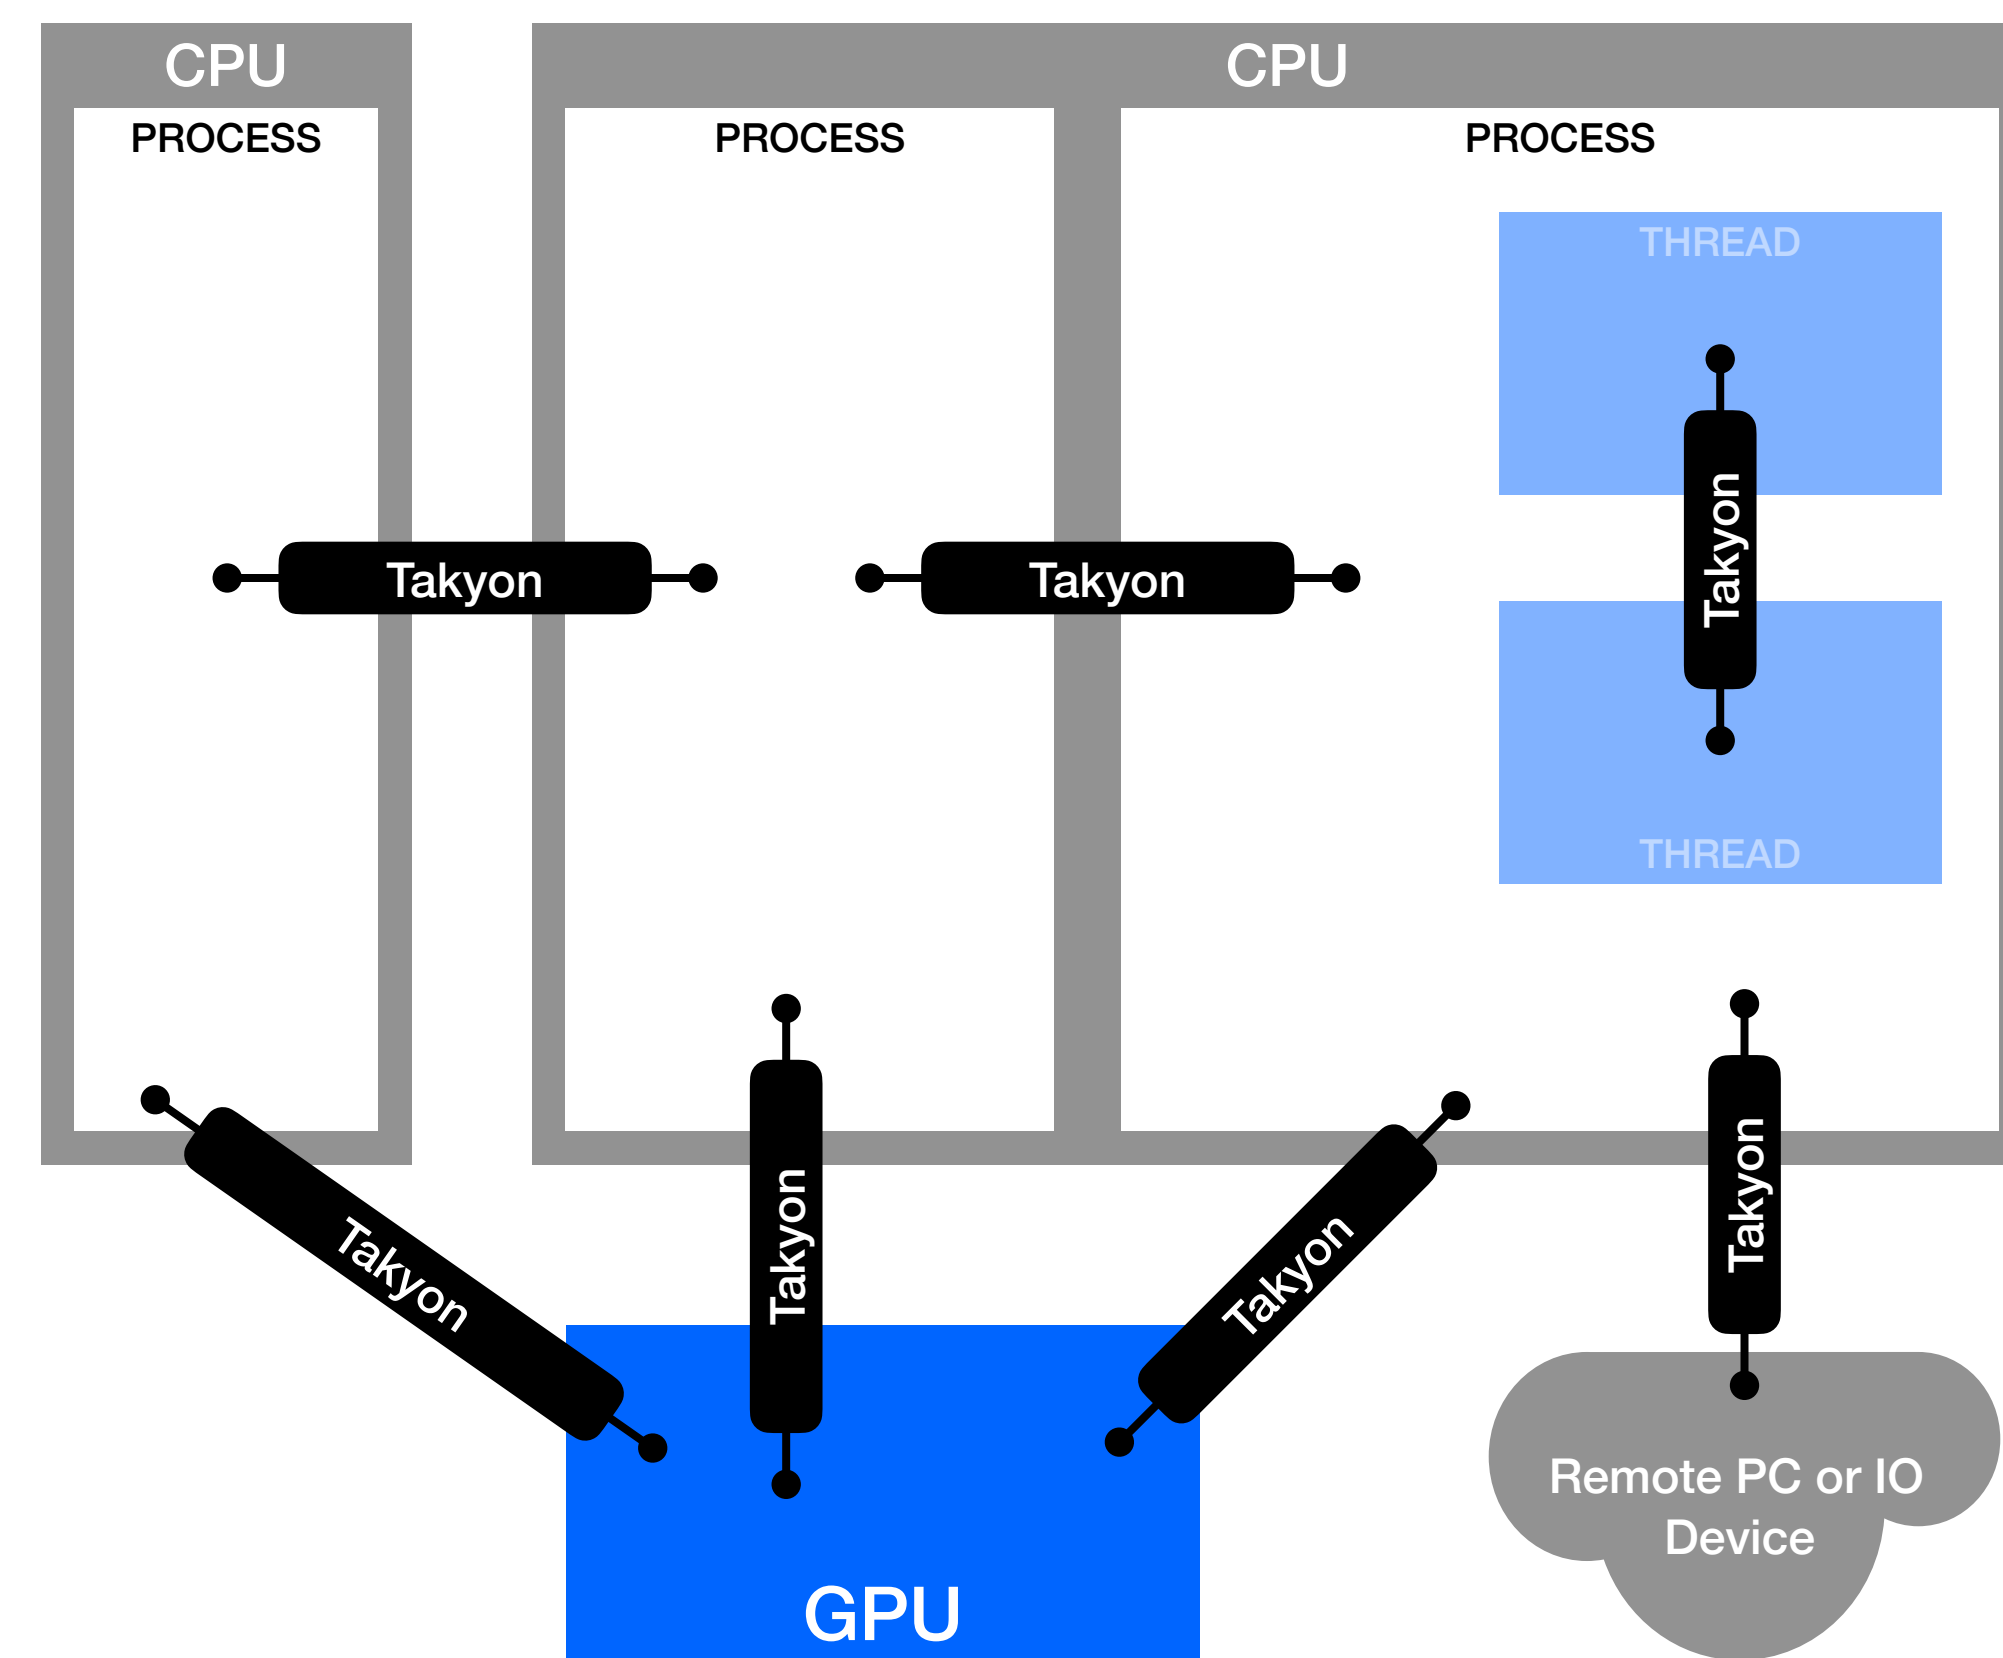 CPU
CPU
PROCESS
PROCESS
PROCESS
THREAD
Takyon
Takyon
Takyon
THREAD
Takyon
Takyon
Takyon
Takyon
Remote PC or IO
Device
GPU